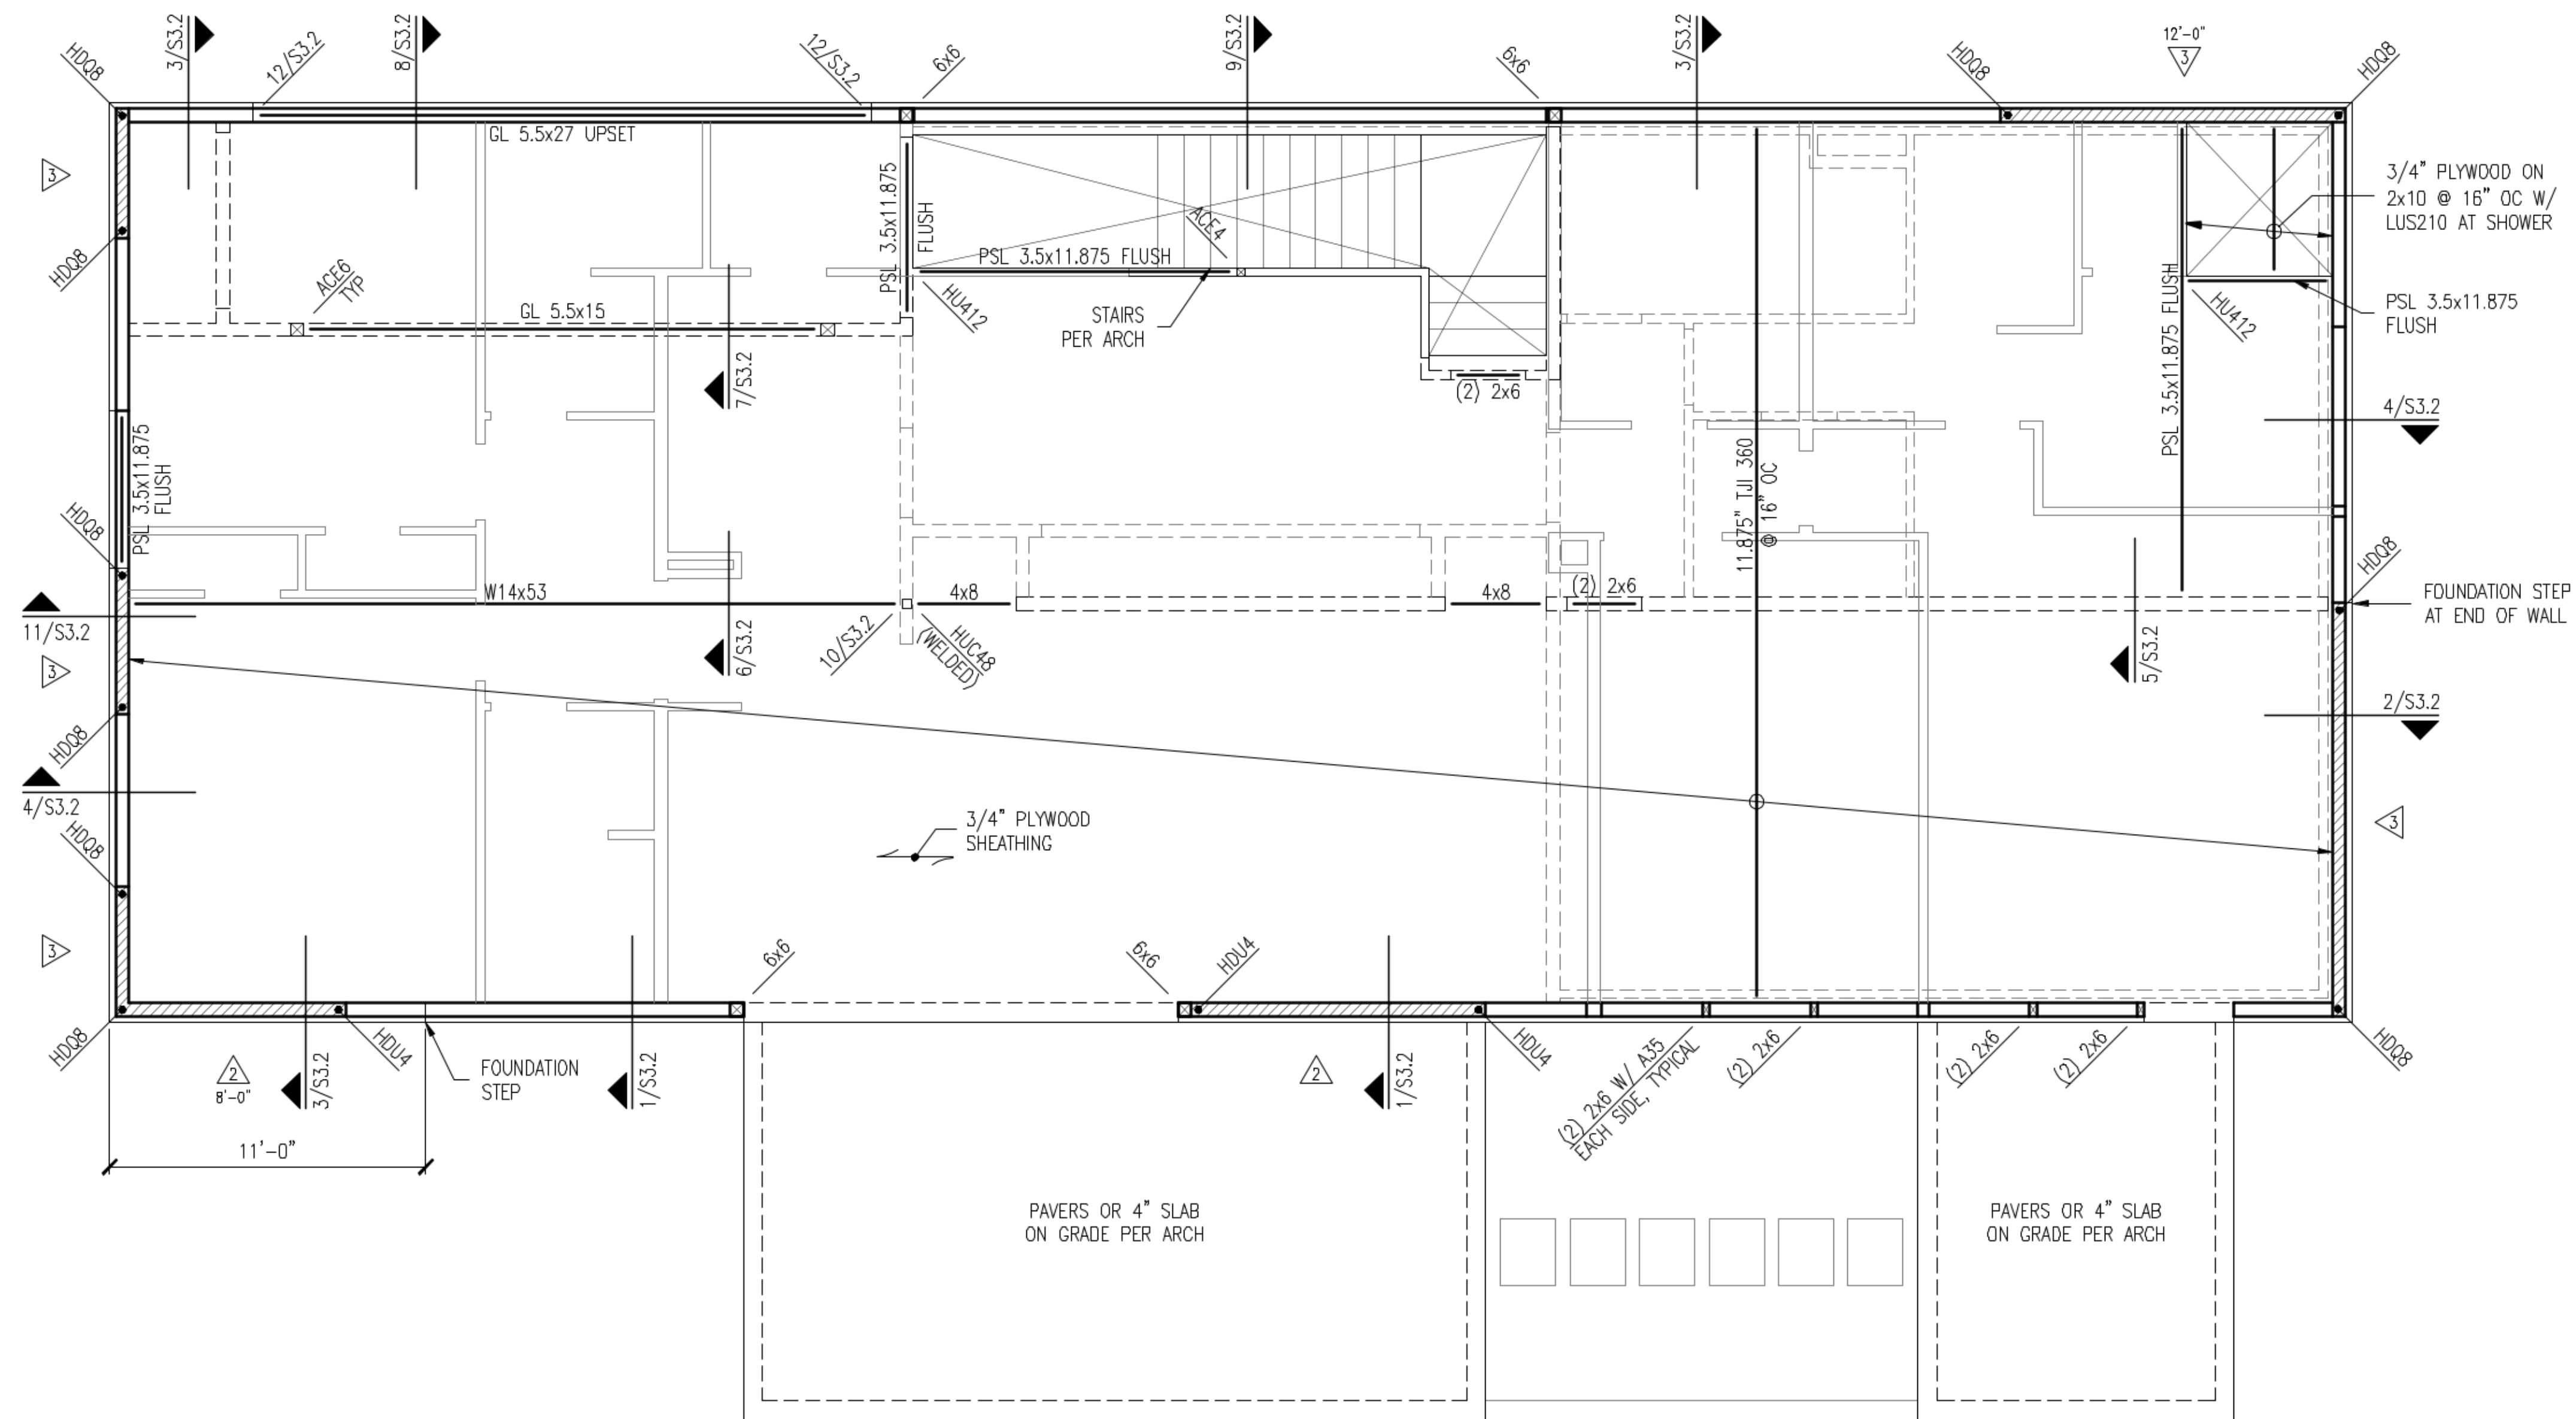 3/S3.2
8/S3.2
9/S3.2
3/S3.2
12'-0"
3
HDQ8
12/S3.2
12/S3.2
6x6
6x6
HDQ8
HDQ8
GL 5.5x27 UPSET
3
HDQ8
PSL 3.5x11.875
FLUSH
ACE4
PSL 3.5x11.875 FLUSH
3/4" PLYWOOD ON
2x10 @ 16" OC W/
LUS210 AT SHOWER
ACE6
TYP
GL 5.5x15
HU412
STAIRS
PER ARCH
HU412
PSL 3.5x11.875
FLUSH
PSL 3.5x11.875 FLUSH
7/S3.2
(2) 2x6
4/S3.2
PSL 3.5x11.875
FLUSH
11.875" TJI 360
@ 16" OC
HDQ8
HDQ8
W14x53
4x8
4x8
(2) 2x6
FOUNDATION STEP
AT END OF WALL
11/S3.2
6/S3.2
10/S3.2
HUC48
(WELDED)
5/S3.2
3
HDQ8
2/S3.2
4/S3.2
HDQ8
3/4" PLYWOOD
SHEATHING
3
3
6x6
6x6
HDU4
HDQ8
2
8'-0"
3/S3.2
HDU4
FOUNDATION
STEP
1/S3.2
2
1/S3.2
HDU4
(2) 2x6 W/ A35
EACH SIDE, TYPICAL
(2) 2x6
(2) 2x6
(2) 2x6
HDQ8
11'-0"
PAVERS OR 4" SLAB
ON GRADE PER ARCH
PAVERS OR 4" SLAB
ON GRADE PER ARCH